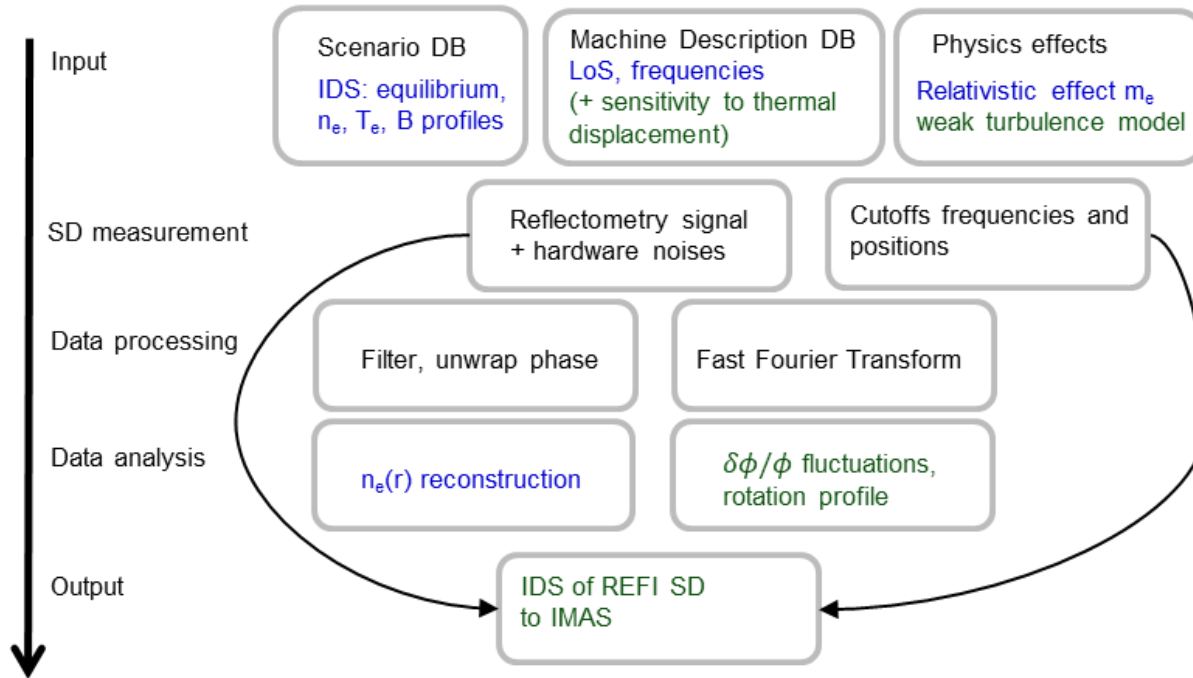 Input
Scenario DB
IDS: equilibrium,
nₑ, Tₑ, B profiles
Machine Description DB
LoS, frequencies
(+ sensitivity to thermal
displacement)
Physics effects
Relativistic effect mₑ
weak turbulence model
SD measurement
Reflectometry signal
+ hardware noises
Cutoffs frequencies and
positions
Data processing
Filter, unwrap phase
Fast Fourier Transform
Data analysis
nₑ(r) reconstruction
δϕ/ϕ fluctuations,
rotation profile
Output
IDS of REFI SD
to IMAS